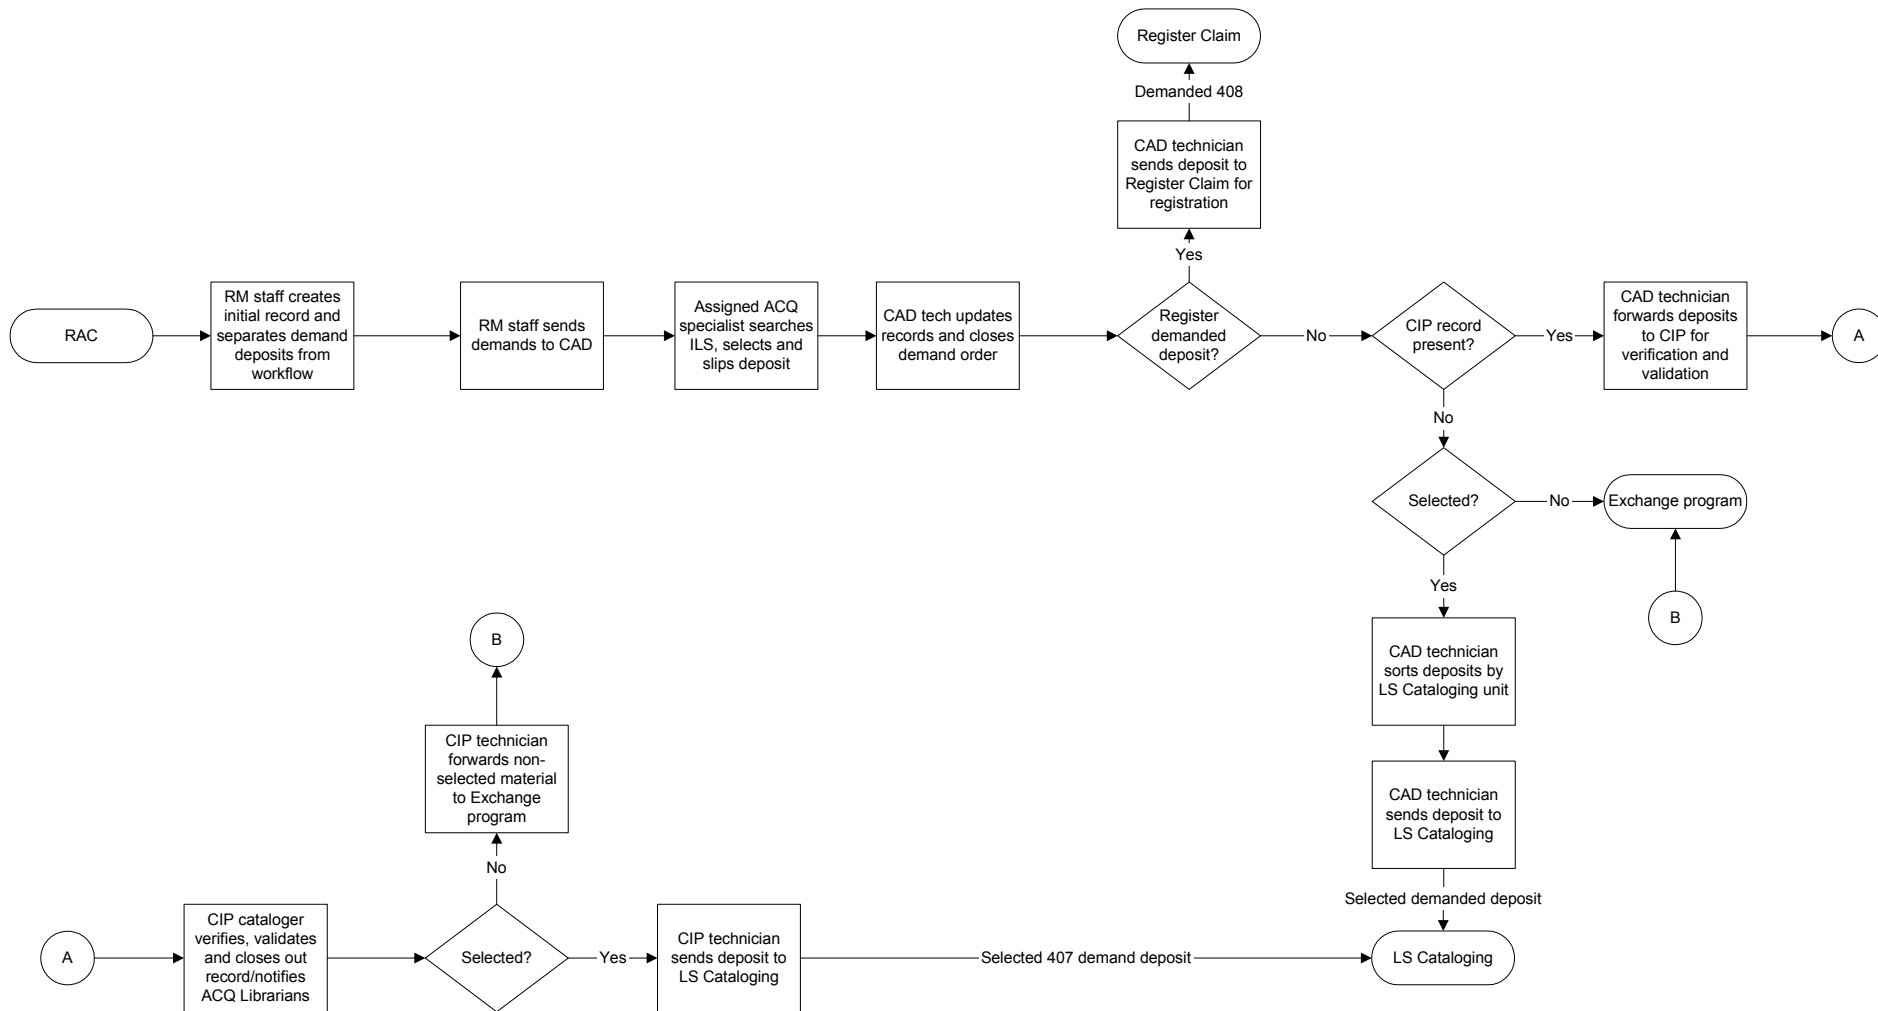 Register Claim
Demanded 408
CAD technician
sends deposit to
Register Claim for
registration
Yes
RAC
RM staff creates
initial record and
separates demand
deposits from
workflow
RM staff sends
demands to CAD
Assigned ACQ
specialist searches
ILS, selects and
slips deposit
CAD tech updates
records and closes
demand order
Register
demanded
deposit?
No
CIP record
present?
Yes
CAD technician
forwards deposits
to CIP for
verification and
validation
A
No
Selected?
No
Exchange program
B
Yes
CAD technician
sorts deposits by
LS Cataloging unit
CAD technician
sends deposit to
LS Cataloging
Selected demanded deposit
B
CIP technician
forwards non-
selected material
to Exchange
program
No
A
CIP cataloger
verifies, validates
and closes out
record/notifies
ACQ Librarians
Selected?
Yes
CIP technician
sends deposit to
LS Cataloging
Selected 407 demand deposit
LS Cataloging